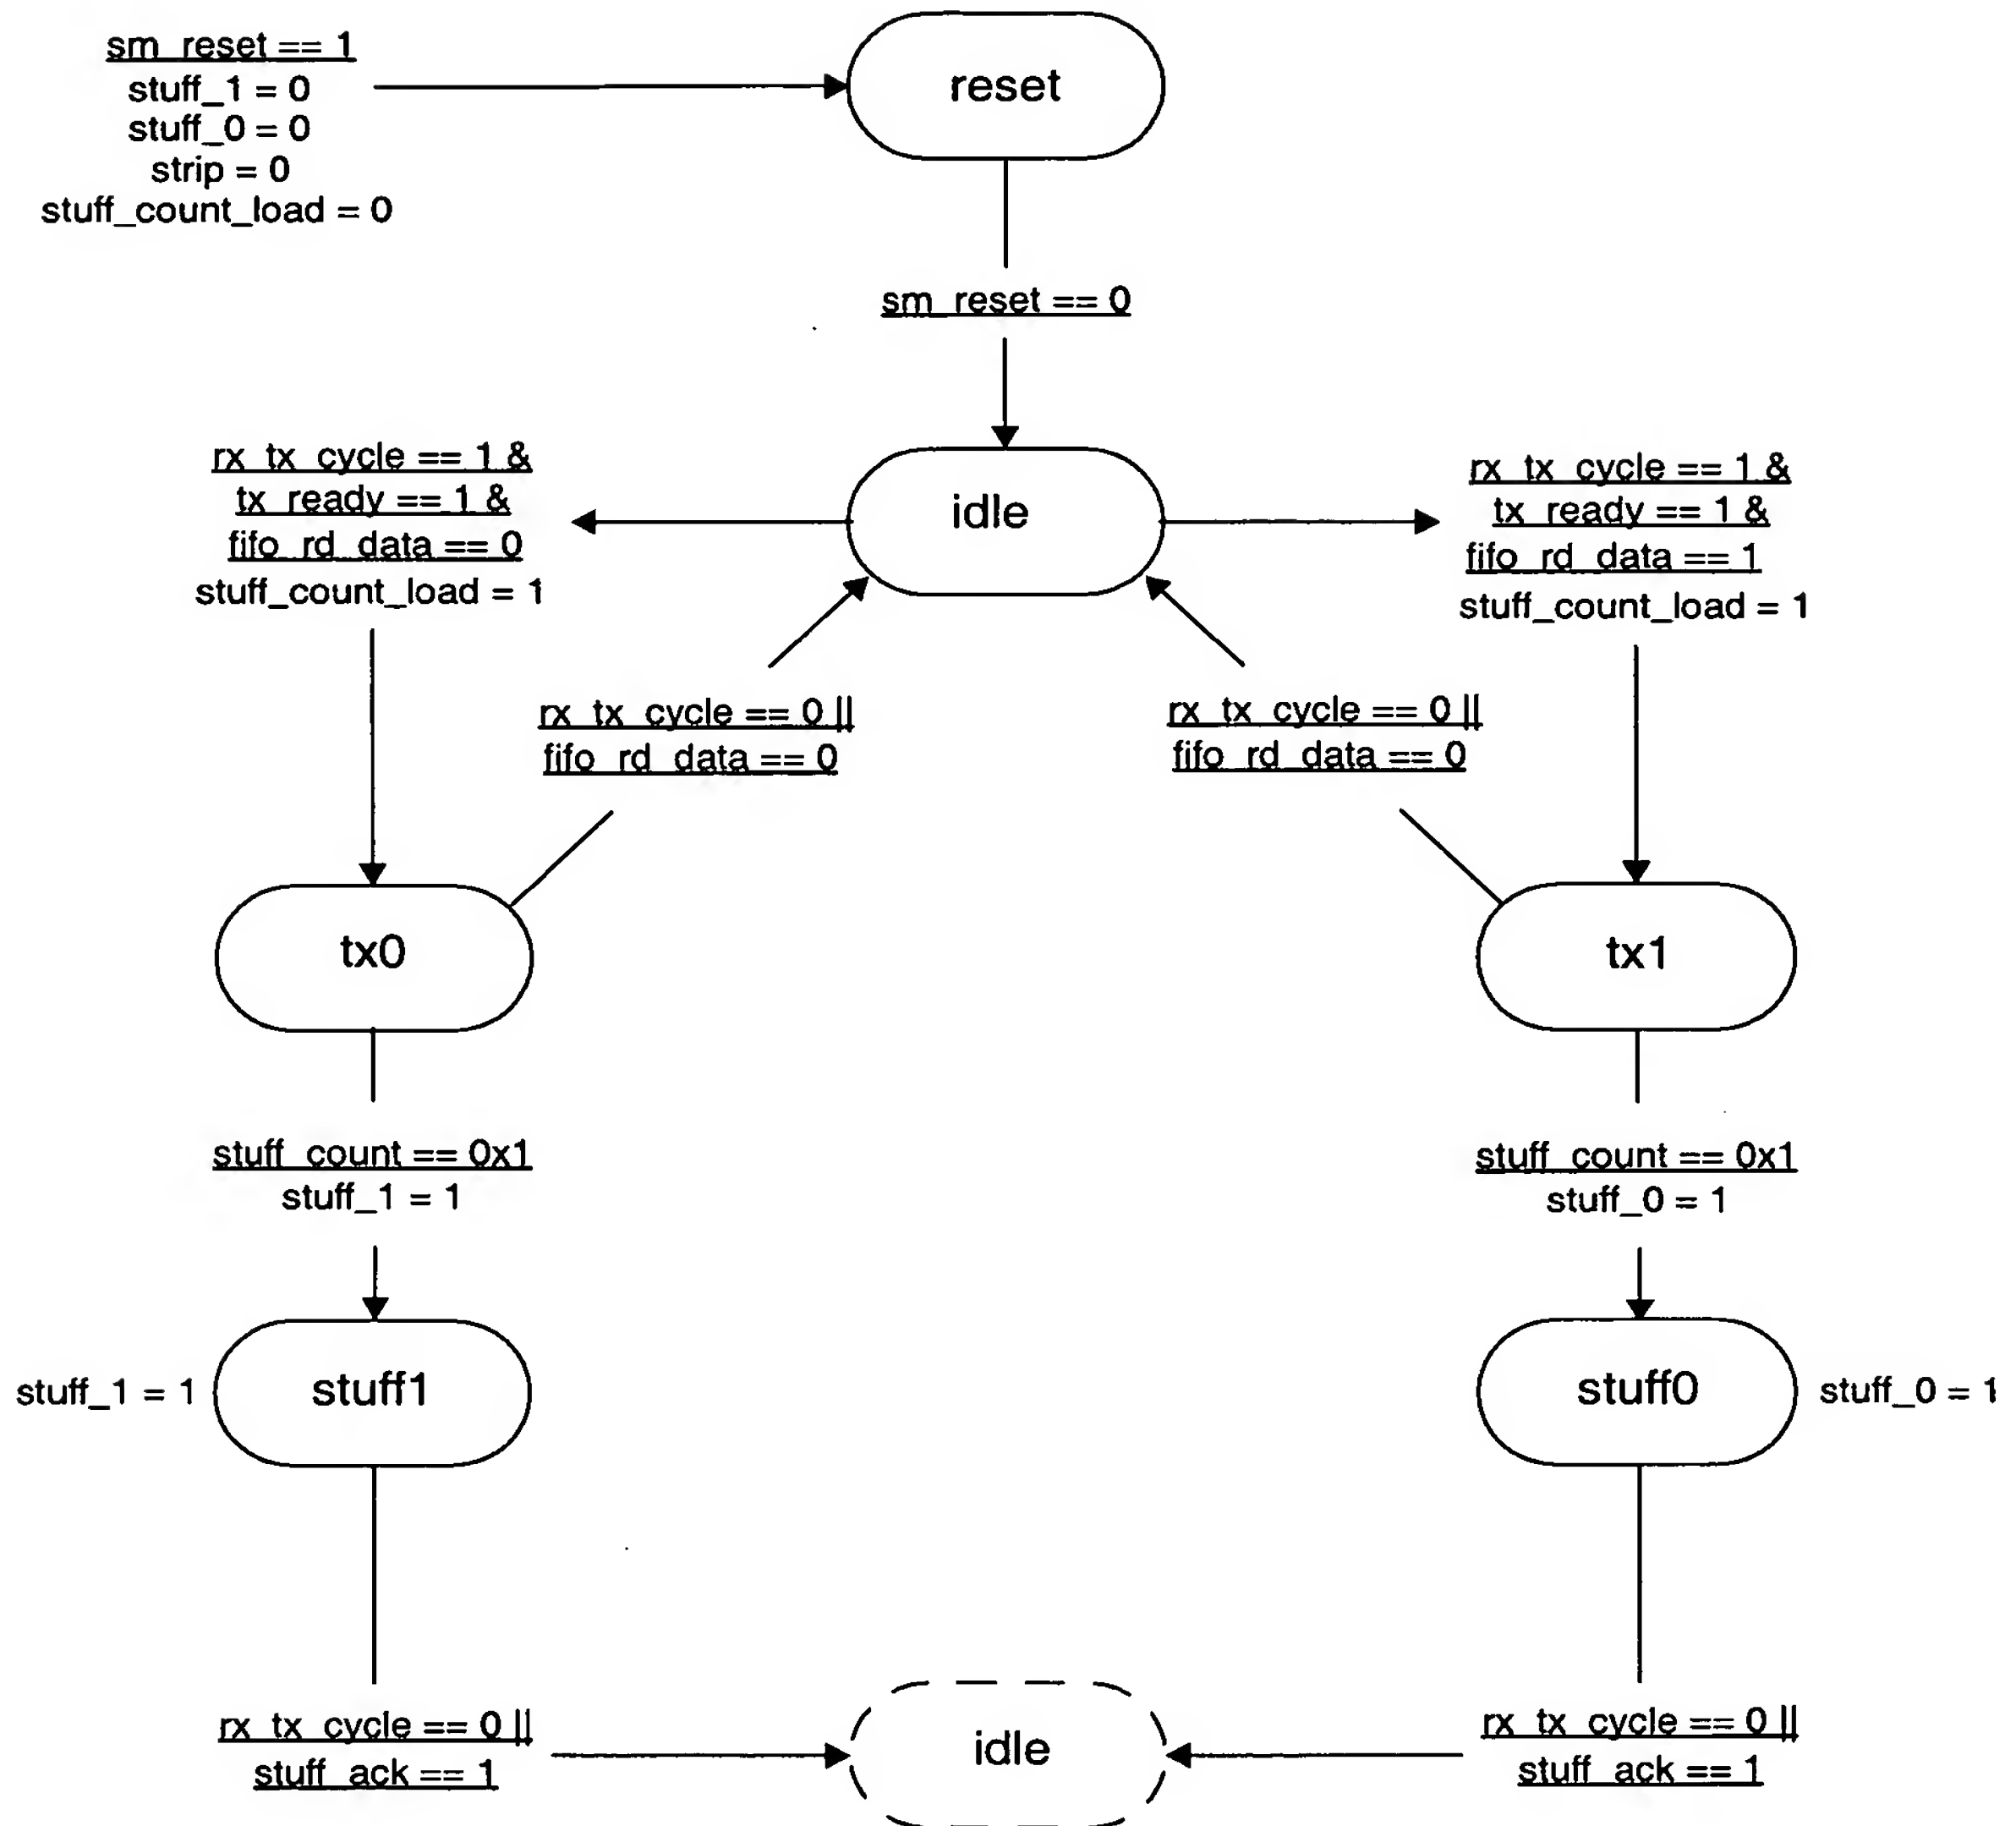 sm_reset == 1
stuff_1 = 0
stuff_0 = 0
strip = 0
stuff_count_load = 0
reset
sm_reset == 0
rx_tx_cycle == 1 &
tx_ready == 1 &
fifo_rd_data == 0
stuff_count_load = 1
idle
rx_tx_cycle == 1 &
tx_ready == 1 &
fifo_rd_data == 1
stuff_count_load = 1
rx_tx_cycle == 0 ||
fifo_rd_data == 0
rx_tx_cycle == 0 ||
fifo_rd_data == 0
tx0
tx1
stuff_count == 0x1
stuff_1 = 1
stuff_count == 0x1
stuff_0 = 1
stuff_1 = 1
stuff1
stuff0
stuff_0 = 1
rx_tx_cycle == 0 ||
stuff_ack == 1
idle
rx_tx_cycle == 0 ||
stuff_ack == 1